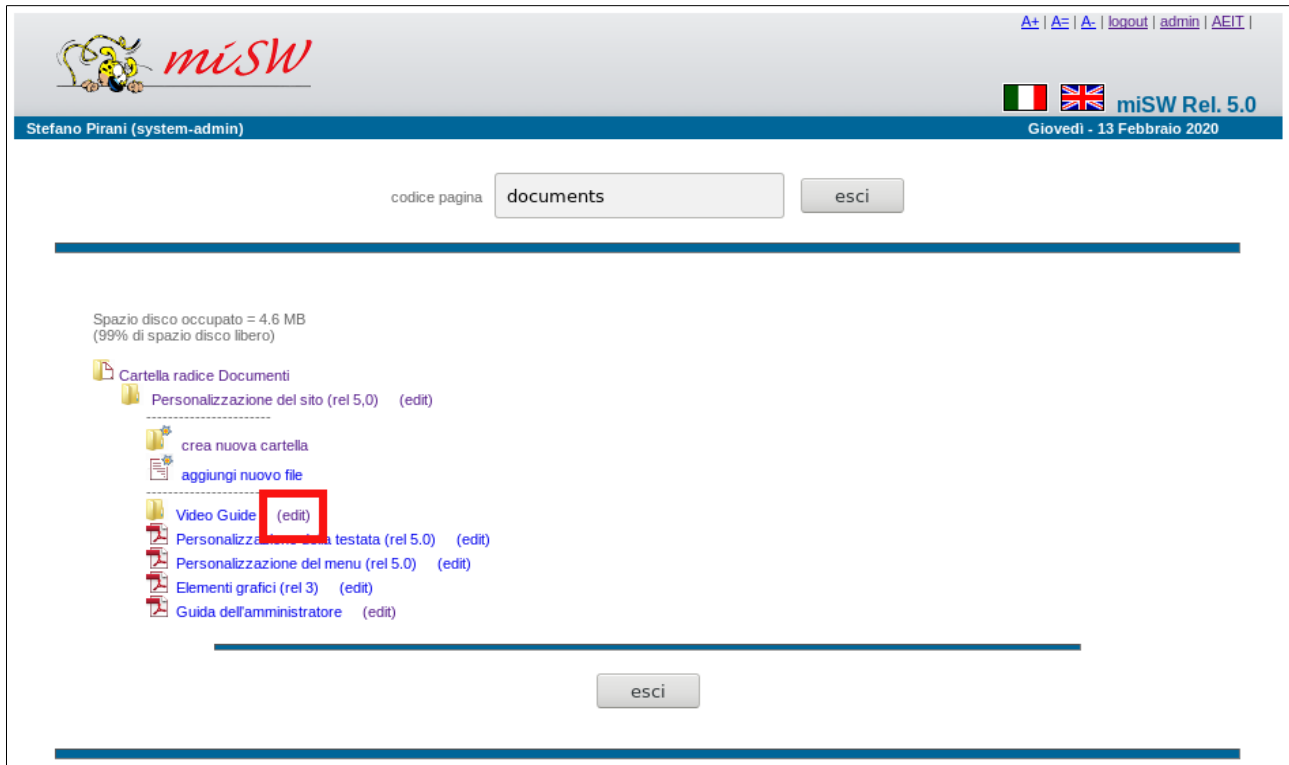 A+ | A= | A- | logout | admin | AEIT |
miSW
miSW Rel. 5.0
Stefano Pirani (system-admin)
Giovedì - 13 Febbraio 2020
codice pagina documents esci
Spazio disco occupato = 4.6 MB
(99% di spazio disco libero)
Cartella radice Documenti
Personalizzazione del sito (rel 5,0) (edit)
-----------------------
crea nuova cartella
aggiungi nuovo file
-----------------------
Video Guide (edit)
Personalizzazione della testata (rel 5.0) (edit)
Personalizzazione del menu (rel 5.0) (edit)
Elementi grafici (rel 3) (edit)
Guida dell'amministratore (edit)
esci